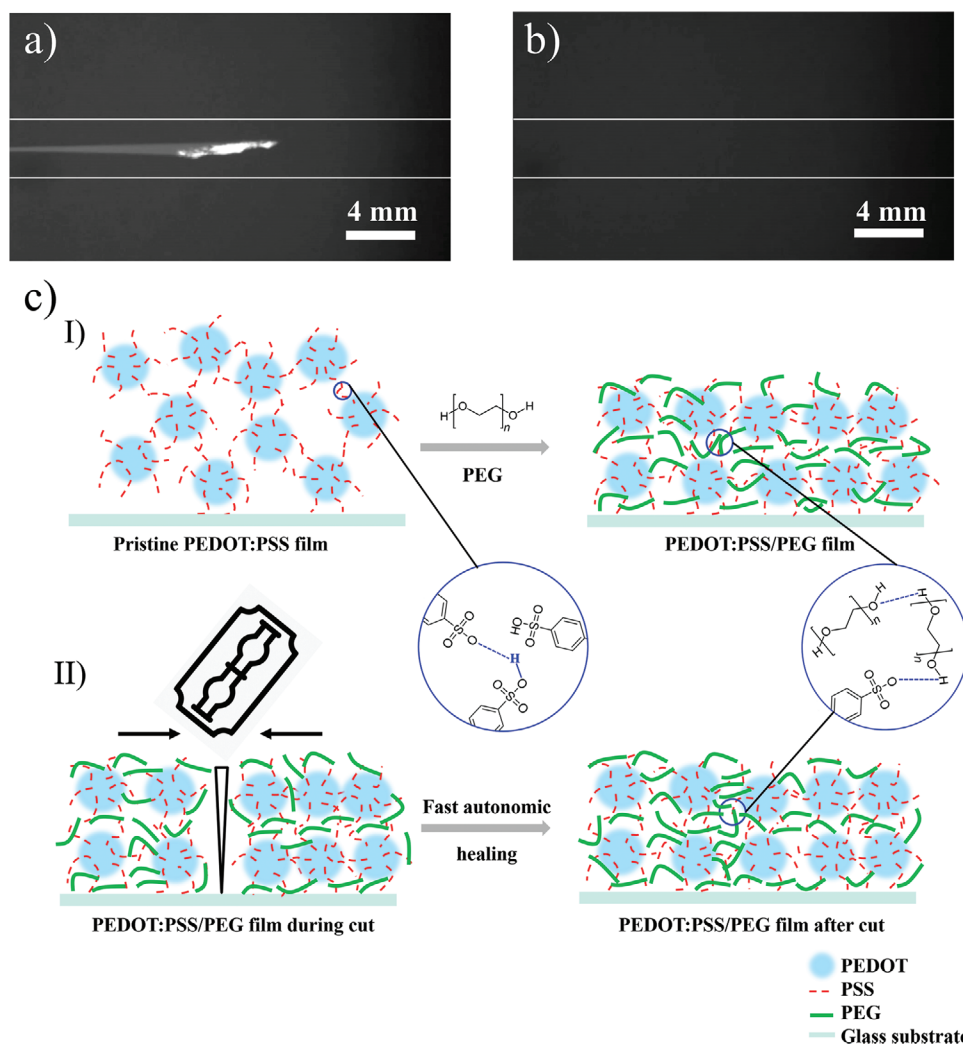 a)
b)
4 mm
4 mm
c)
I)
H
O
O
H
n
PEG
Pristine PEDOT:PSS film
PEDOT:PSS/PEG film
O
S
O
O
HO
O
S
O
H
O
S
O
O
H
O
O
n
H
H
O
O
n
H
O
S
O
O
II)
Fast autonomic
healing
PEDOT:PSS/PEG film during cut
PEDOT:PSS/PEG film after cut
PEDOT
PSS
PEG
Glass substrate